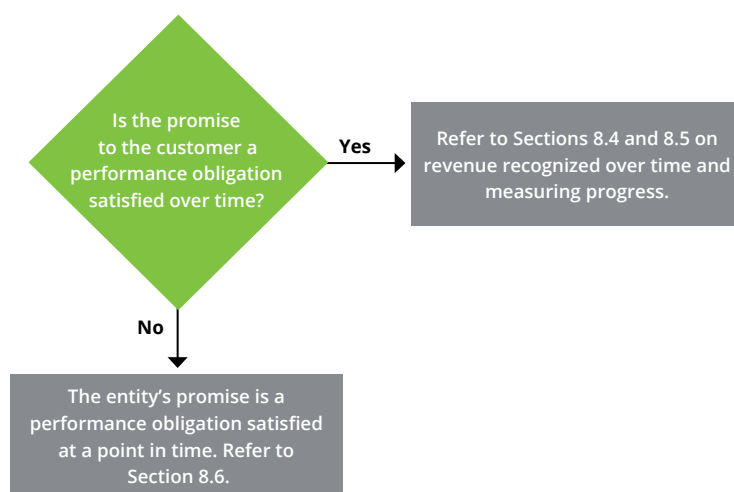 Is the promise
to the customer a
performance obligation
satisfied over time?
Yes
Refer to Sections 8.4 and 8.5 on
revenue recognized over time and
measuring progress.
No
The entity’s promise is a
performance obligation satisfied
at a point in time. Refer to
Section 8.6.